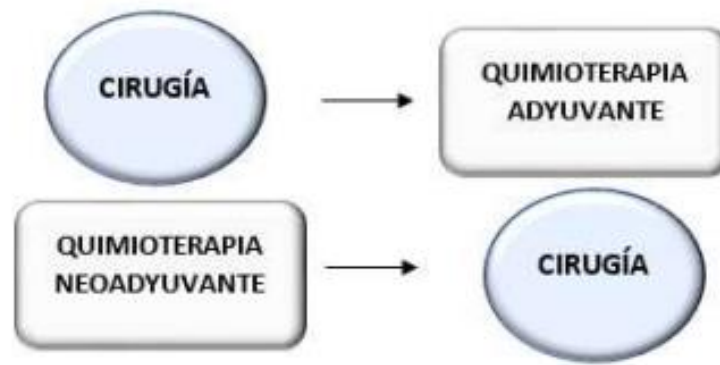 CIRUGÍA
QUIMIOTERAPIA
ADYUVANTE
QUIMIOTERAPIA
NEOADYUVANTE
CIRUGÍA